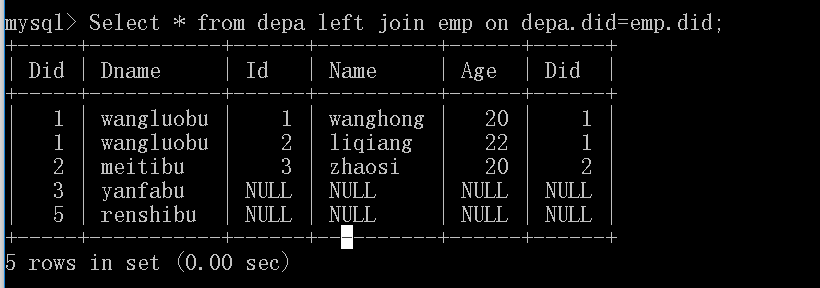 mysql> Select * from depa left join emp on depa.did=emp.did;
+------+-----------+------+----------+------+------+
| Did | Dname | Id | Name | Age | Did |
+------+-----------+------+----------+------+------+
| 1 | wangluobu | 1 | wanghong | 20 | 1 |
| 1 | wangluobu | 2 | liqiang | 22 | 1 |
| 2 | meitibu | 3 | zhaosi | 20 | 2 |
| 3 | yanfabu | NULL | NULL | NULL | NULL |
| 5 | renshibu | NULL | NULL | NULL | NULL |
+------+-----------+------+----------+------+------+
5 rows in set (0.00 sec)